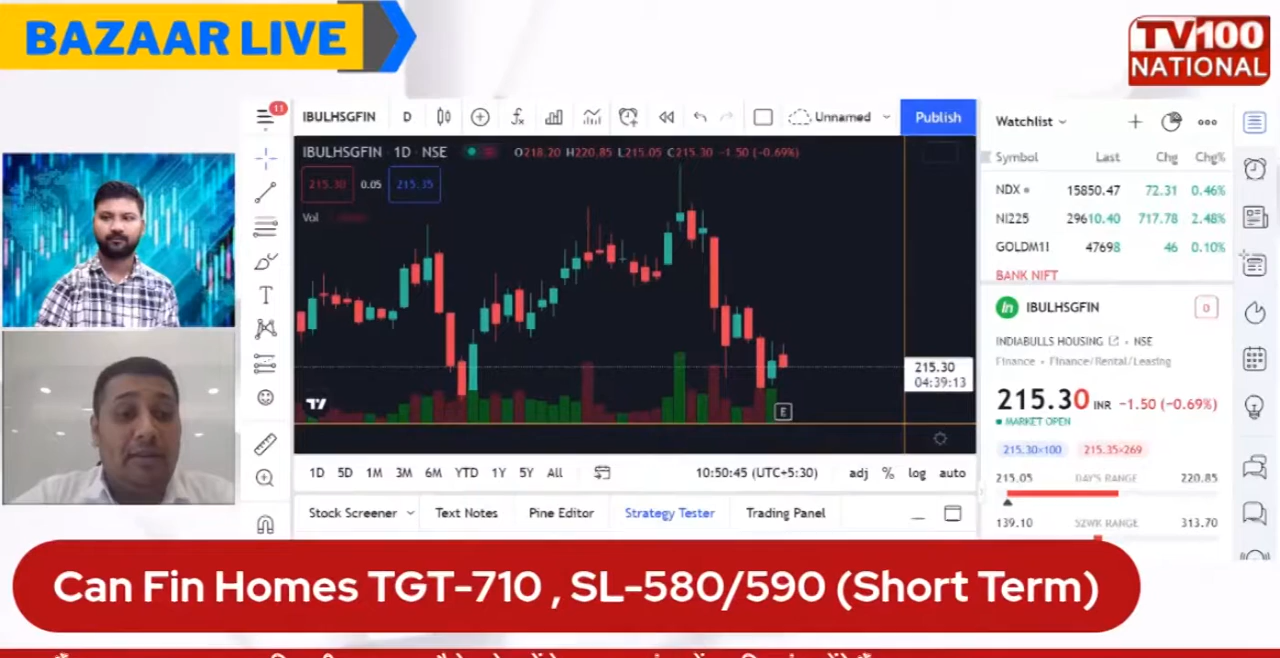 BAZAAR LIVE
TV100
NATIONAL
11
IBULHSGFIN
D
Unnamed
Publish
Watchlist
IBULHSGFIN · 1D · NSE
O218.20 H220.85 L215.05 C215.30 -1.50 (-0.69%)
215.30 0.05 215.35
Vol
Symbol Last Chg Chg%
NDX 15850.47 72.31 0.46%
NI225 29610.40 717.78 2.48%
GOLDM1! 47698 46 0.10%
BANK NIFT
IBULHSGFIN
0
INDIABULLS HOUSING • NSE
Finance • Finance/Rental/Leasing
215.30
04:39:13
215.30 INR -1.50 (-0.69%)
MARKET OPEN
215.30×100 215.35×269
215.05 DAY'S RANGE 220.85
139.10 52WK RANGE 313.70
E
1D 5D 1M 3M 6M YTD 1Y 5Y All
10:50:45 (UTC+5:30)
adj % log auto
Stock Screener Text Notes Pine Editor Strategy Tester Trading Panel
Can Fin Homes TGT-710 , SL-580/590 (Short Term)